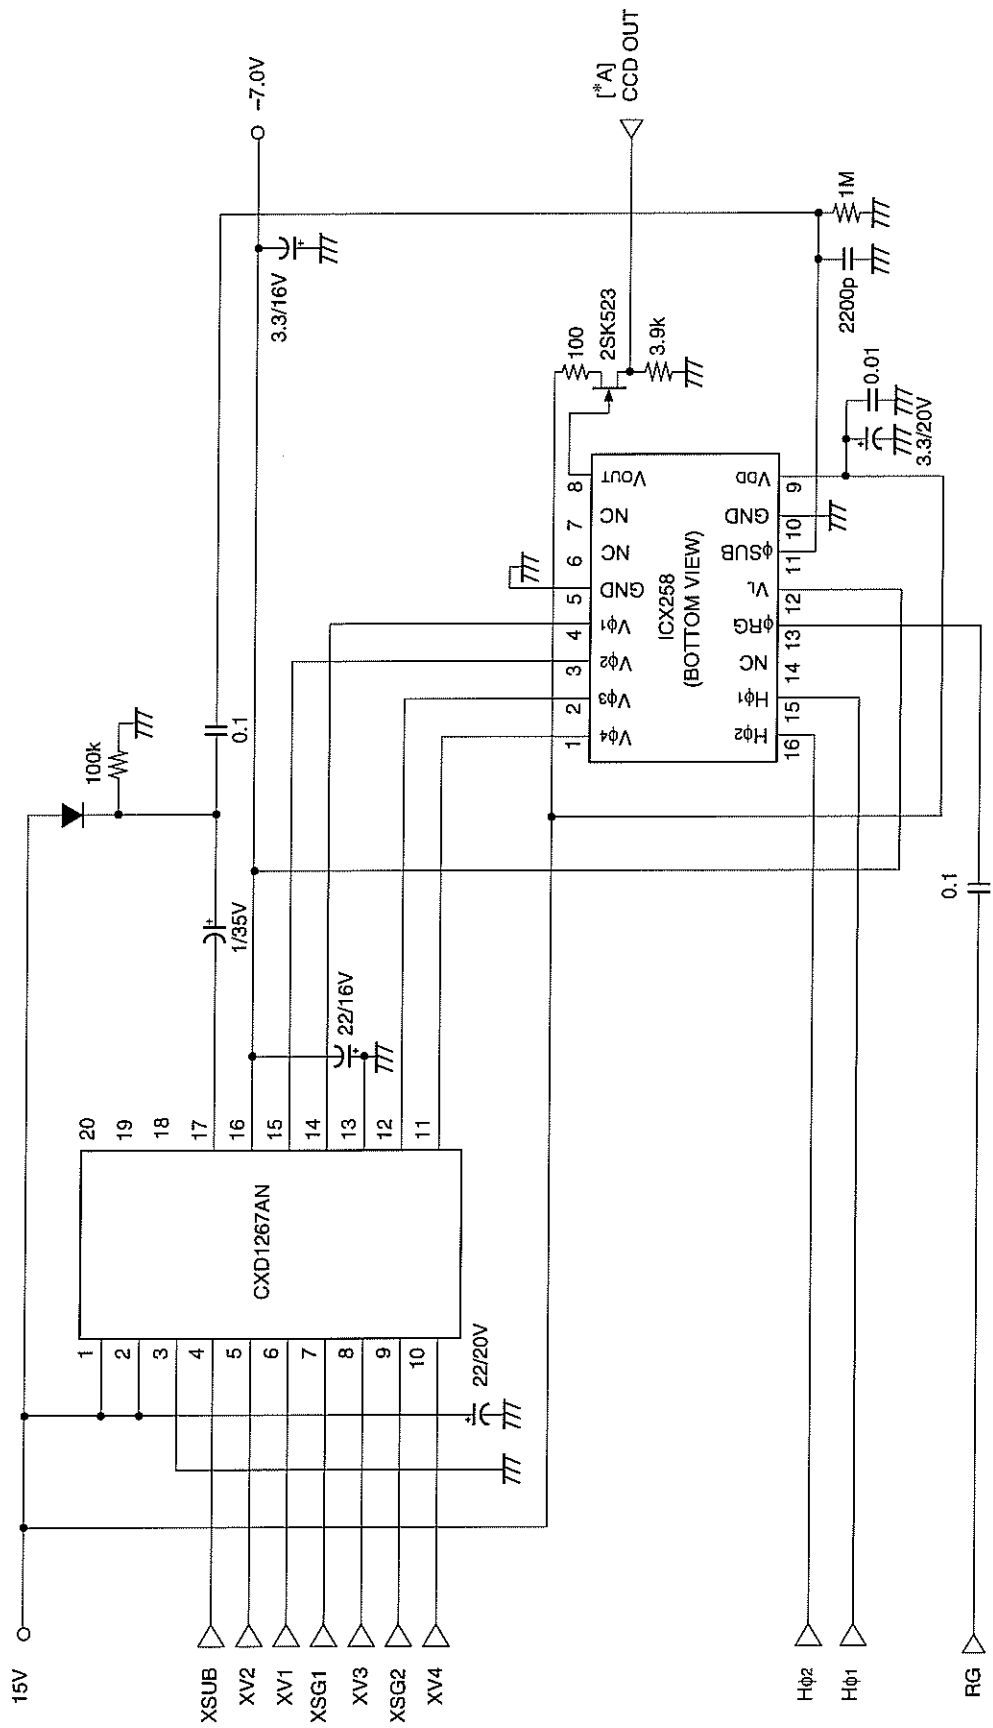 15V
XSUB
XV2
XV1
XSG1
XV3
XSG2
XV4
Hϕ2
Hϕ1
RG
22/20V
1
2
3
4
5
6
7
8
9
10
CXD1267AN
20
19
18
17
16
15
14
13
12
11
22/16V
1/35V
100k
0.1
3.3/16V
–7.0V
[*A]
CCD OUT
100
2SK523
3.9k
1
2
3
4
5
6
7
8
Vϕ4
Vϕ3
Vϕ2
Vϕ1
GND
NC
NC
VOUT
ICX258
(BOTTOM VIEW)
Hϕ2
Hϕ1
NC
ϕRG
VL
ϕSUB
GND
VDD
16
15
14
13
12
11
10
9
0.1
3.3/20V
0.01
2200p
1M